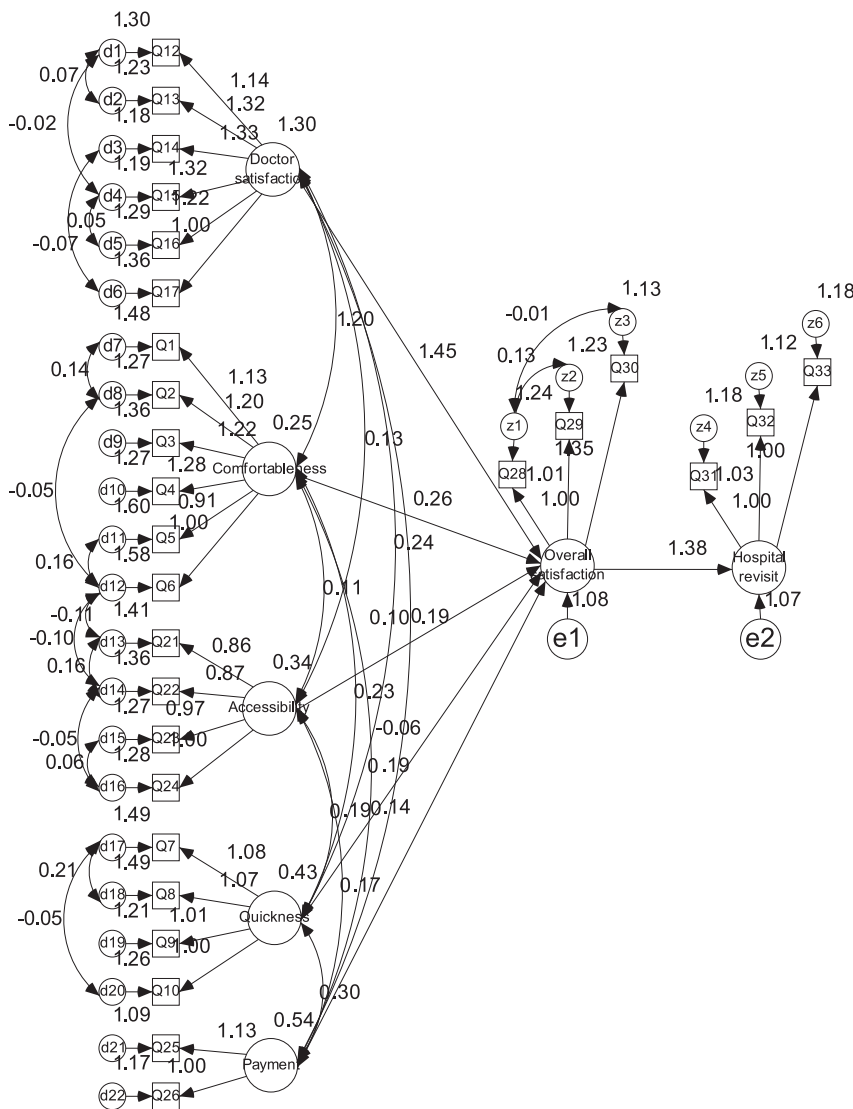 1.30
d1 Q12
1.23
0.07
d2 Q13
1.18
-0.02
d3 Q14
1.19
d4 Q15
1.29
0.05
d5 Q16
-0.07
1.36
d6 Q17
1.48
1.14
1.32
1.33
1.32
1.22
1.00
1.30
Doctor
satisfaction
d7 Q1
1.27
0.14
d8 Q2
1.36
d9 Q3
1.27
d10 Q4
1.60
-0.05
d11 Q5
1.58
0.16
d12 Q6
1.41
1.13
1.20
1.22
1.28
0.91
1.00
0.25
Comfortableness
-0.11
-0.10
d13 Q21
1.36
0.16
d14 Q22
1.27
-0.05
d15 Q23
1.28
0.06
d16 Q24
1.49
0.86
0.87
0.97
1.00
0.34
Accessibility
d17 Q7
1.49
0.21
d18 Q8
1.21
-0.05
d19 Q9
1.26
d20 Q10
1.09
1.08
1.07
1.01
1.00
0.43
Quickness
d21 Q25
1.17
d22 Q26
1.13
1.00
0.54
Payment
1.20
0.13
0.24
0.11
0.10
0.23
-0.06
0.19
0.14
0.17
0.30
1.45
0.26
0.19
0.19
1.13
-0.01
z3
0.13
1.23
Q30
z2
1.24
Q29
z1
1.35
Q28
1.01
1.00
Overall
satisfaction
1.08
e1
1.38
1.18
z6
1.12
Q33
z5
1.18
Q32
z4
1.00
Q31
1.03
1.00
Hospital
revisit
1.07
e2